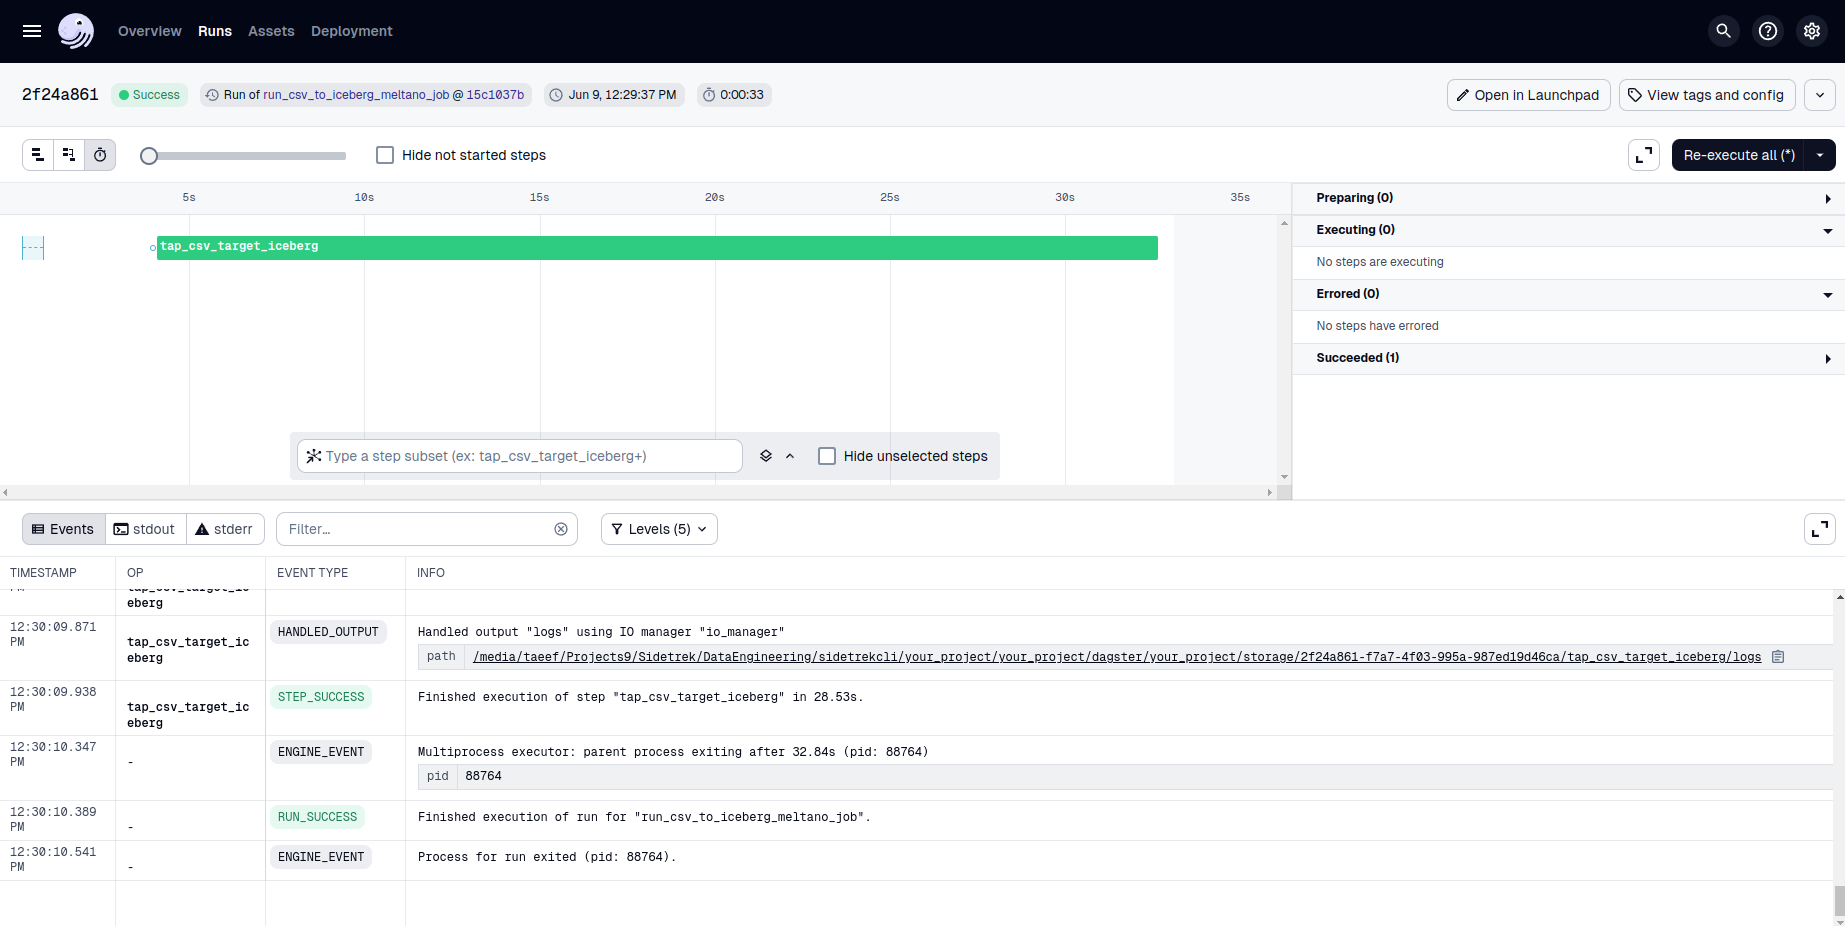 Overview Runs Assets Deployment
2f24a861 Success Run of run_csv_to_iceberg_meltano_job @ 15c1037b Jun 9, 12:29:37 PM 0:00:33 Open in Launchpad View tags and config
Hide not started steps Re-execute all (*)
5s 10s 15s 20s 25s 30s 35s
tap_csv_target_iceberg
Preparing (0)
Executing (0)
No steps are executing
Errored (0)
No steps have errored
Succeeded (1)
Type a step subset (ex: tap_csv_target_iceberg+) Hide unselected steps
Events stdout stderr Filter... Levels (5)
TIMESTAMP OP EVENT TYPE INFO
PM tap_csv_target_ic
eberg
12:30:09.871
PM
tap_csv_target_ic
eberg
HANDLED_OUTPUT
Handled output "logs" using IO manager "io_manager"
path /media/taeef/Projects9/Sidetrek/DataEngineering/sidetrekcli/your_project/your_project/dagster/your_project/storage/2f24a861-f7a7-4f03-995a-987ed19d46ca/tap_csv_target_iceberg/logs
12:30:09.938
PM
tap_csv_target_ic
eberg
STEP_SUCCESS
Finished execution of step "tap_csv_target_iceberg" in 28.53s.
12:30:10.347
PM
-
ENGINE_EVENT
Multiprocess executor: parent process exiting after 32.84s (pid: 88764)
pid 88764
12:30:10.389
PM
-
RUN_SUCCESS
Finished execution of run for "run_csv_to_iceberg_meltano_job".
12:30:10.541
PM
-
ENGINE_EVENT
Process for run exited (pid: 88764).